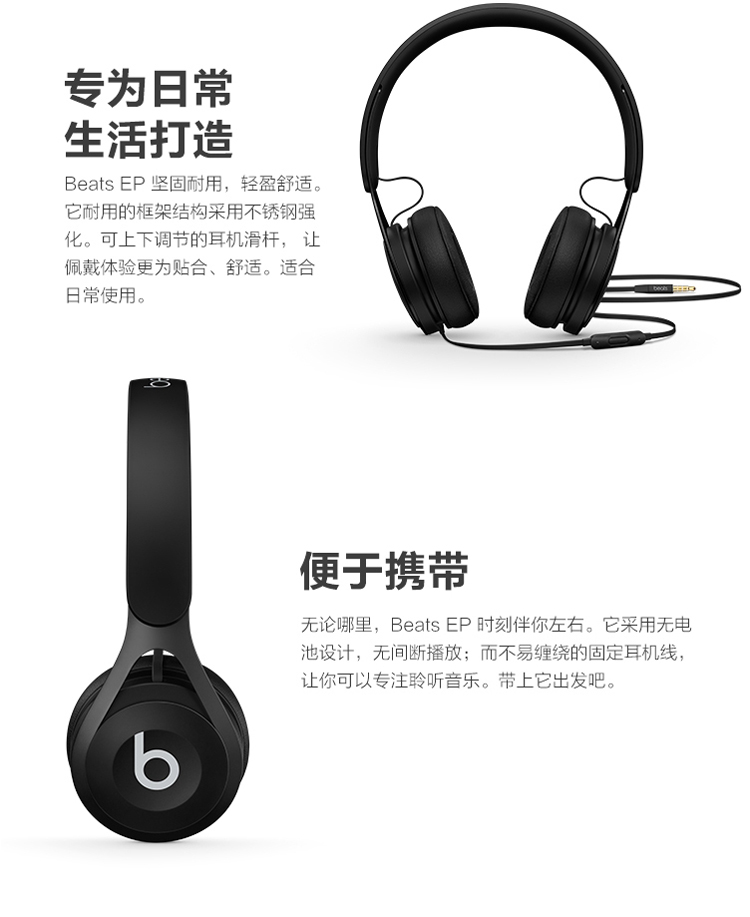 专为日常
生活打造
Beats EP 坚固耐用，轻盈舒适。
它耐用的框架结构采用不锈钢强
化。可上下调节的耳机滑杆， 让
佩戴体验更为贴合、舒适。适合
日常使用。
beats
b
便于携带
无论哪里，Beats EP 时刻伴你左右。它采用无电
池设计，无间断播放；而不易缠绕的固定耳机线，
让你可以专注聆听音乐。带上它出发吧。
b